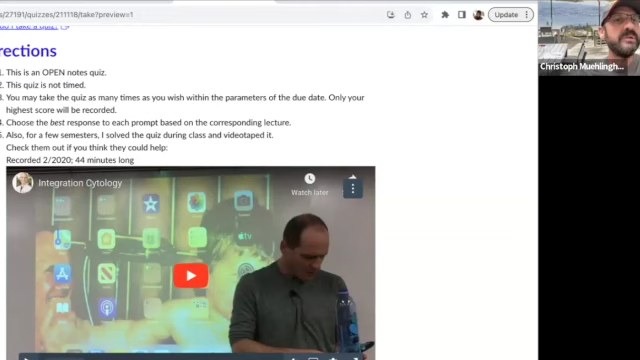 s/27191/quizzes/211118/take?preview=1
Update
rections
1. This is an OPEN notes quiz.
2. This quiz is not timed.
3. You may take the quiz as many times as you wish within the parameters of the due date. Only your
highest score will be recorded.
4. Choose the best response to each prompt based on the corresponding lecture.
5. Also, for a few semesters, I solved the quiz during class and videotaped it.
Check them out if you think they could help:
Recorded 2/2020; 44 minutes long
Integration Cytology
Watch later
tv
Christoph Muehlingh...